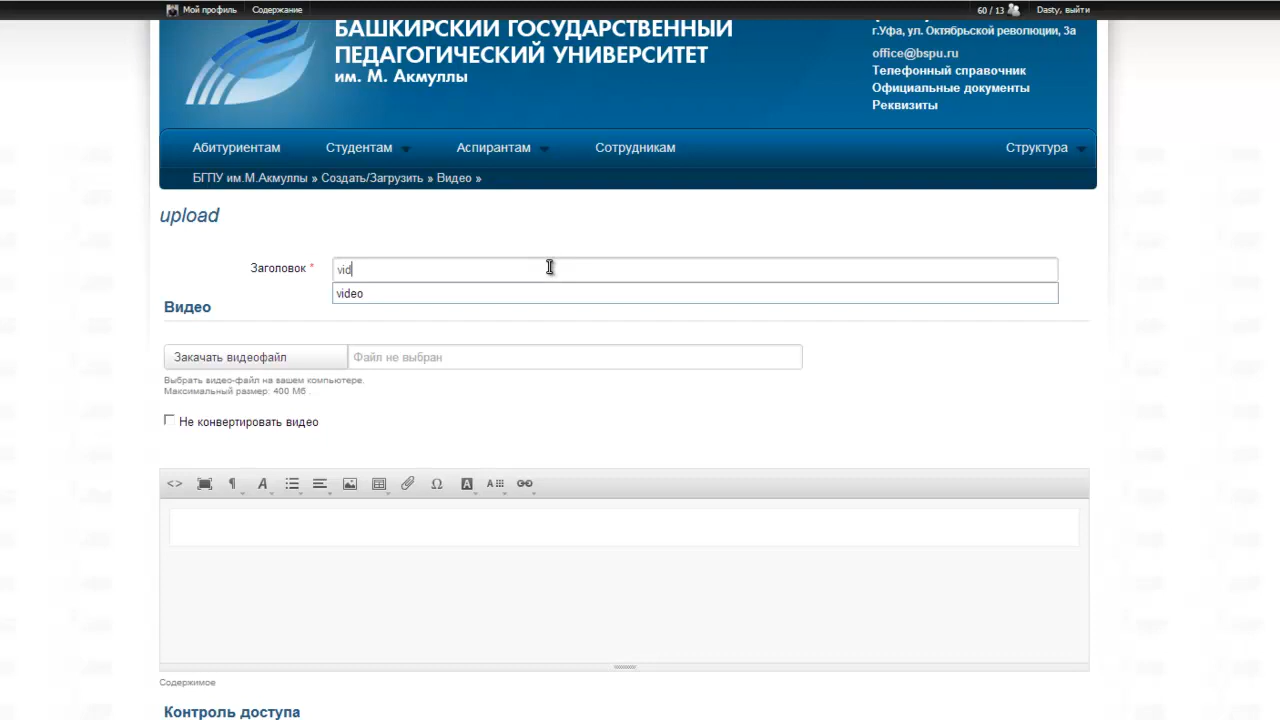 Мой профиль Содержание 60 / 13 Dasty, выйти
БАШКИРСКИЙ ГОСУДАРСТВЕННЫЙ
ПЕДАГОГИЧЕСКИЙ УНИВЕРСИТЕТ
им. М. Акмуллы
г.Уфа, ул. Октябрьской революции, 3а
office@bspu.ru
Телефонный справочник
Официальные документы
Реквизиты
Абитуриентам Студентам Аспирантам Сотрудникам Структура
БГПУ им.М.Акмуллы » Создать/Загрузить » Видео »
upload
Заголовок * vid
video
Видео
Закачать видеофайл Файл не выбран
Выбрать видео-файл на вашем компьютере.
Максимальный размер: 400 Мб .
Не конвертировать видео
Содержимое
Контроль доступа